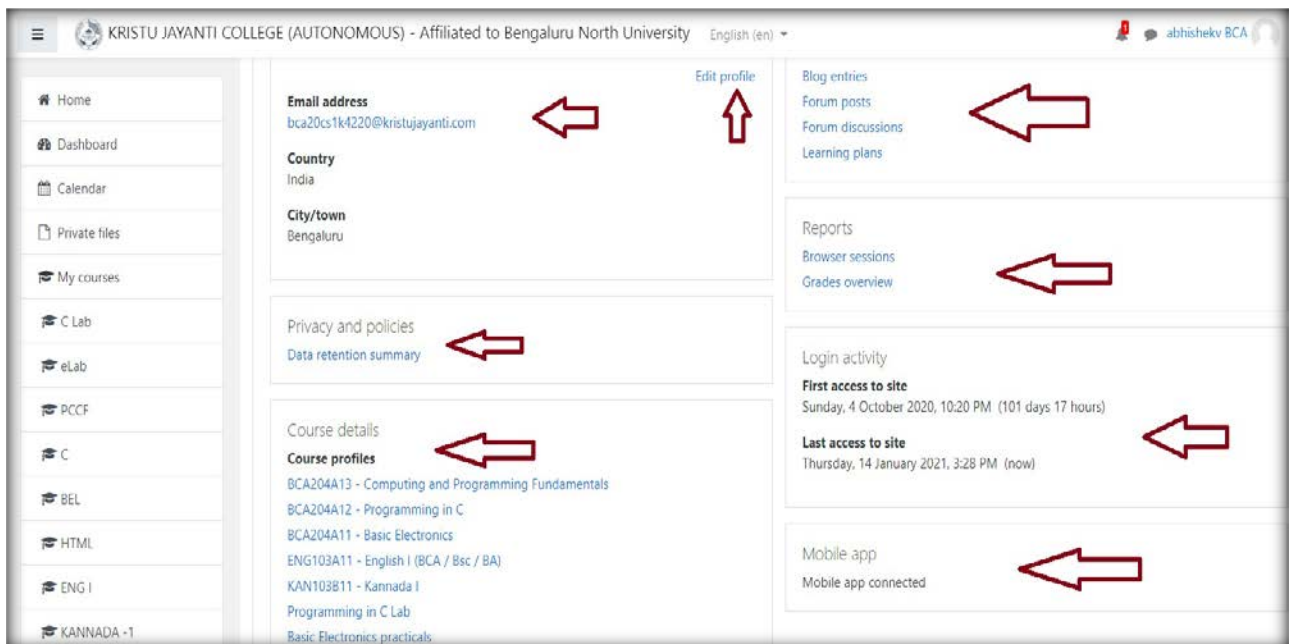 KRISTU JAYANTI COLLEGE (AUTONOMOUS) - Affiliated to Bengaluru North University English (en)
1
abhishekv BCA
Home
Dashboard
Calendar
Private files
My courses
C Lab
eLab
PCCF
C
BEL
HTML
ENG I
KANNADA -1
Edit profile
Email address
bca20cs1k4220@kristujayanti.com
Country
India
City/town
Bengaluru
Privacy and policies
Data retention summary
Course details
Course profiles
BCA204A13 - Computing and Programming Fundamentals
BCA204A12 - Programming in C
BCA204A11 - Basic Electronics
ENG103A11 - English I (BCA / Bsc / BA)
KAN103B11 - Kannada I
Programming in C Lab
Basic Electronics practicals
Blog entries
Forum posts
Forum discussions
Learning plans
Reports
Browser sessions
Grades overview
Login activity
First access to site
Sunday, 4 October 2020, 10:20 PM (101 days 17 hours)
Last access to site
Thursday, 14 January 2021, 3:28 PM (now)
Mobile app
Mobile app connected